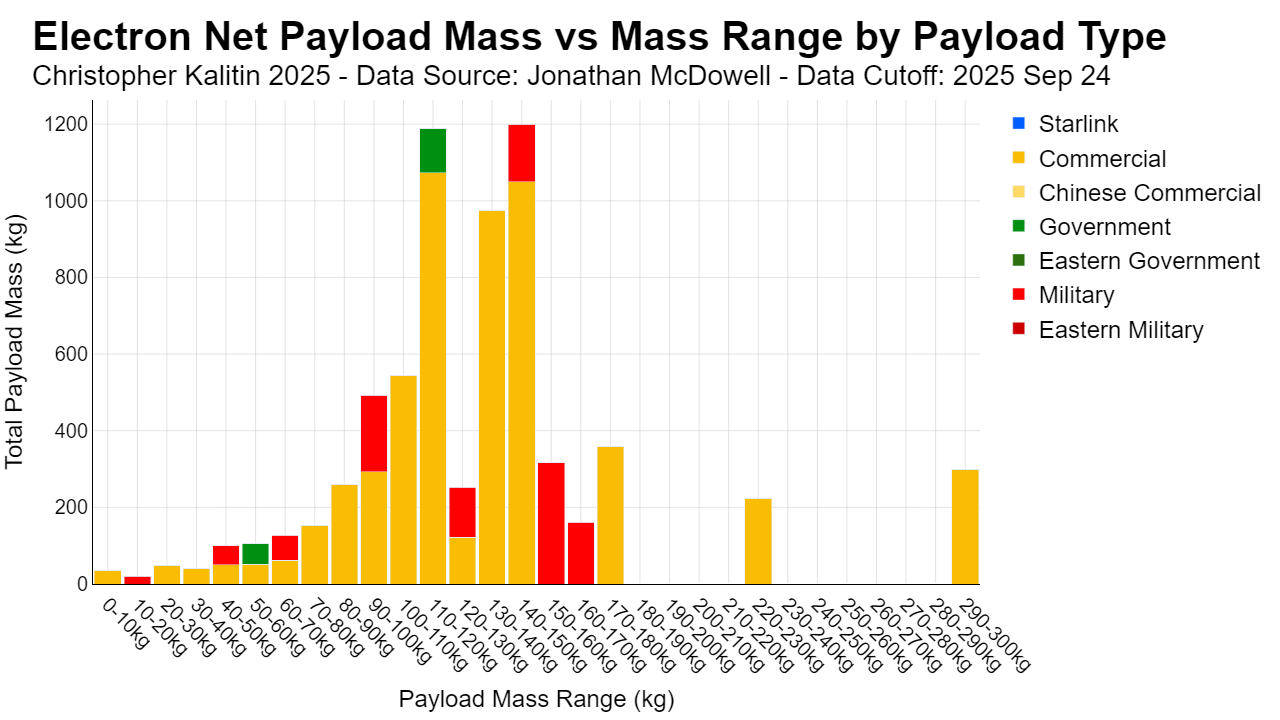 Electron Net Payload Mass vs Mass Range by Payload Type
Christopher Kalitin 2025 - Data Source: Jonathan McDowell - Data Cutoff: 2025 Sep 24
Total Payload Mass (kg)
1200
1000
800
600
400
200
0
0-10kg
10-20kg
20-30kg
30-40kg
40-50kg
50-60kg
60-70kg
70-80kg
80-90kg
90-100kg
100-110kg
110-120kg
120-130kg
130-140kg
140-150kg
150-160kg
160-170kg
170-180kg
180-190kg
190-200kg
200-210kg
210-220kg
220-230kg
230-240kg
240-250kg
250-260kg
260-270kg
270-280kg
280-290kg
290-300kg
Payload Mass Range (kg)
Starlink
Commercial
Chinese Commercial
Government
Eastern Government
Military
Eastern Military